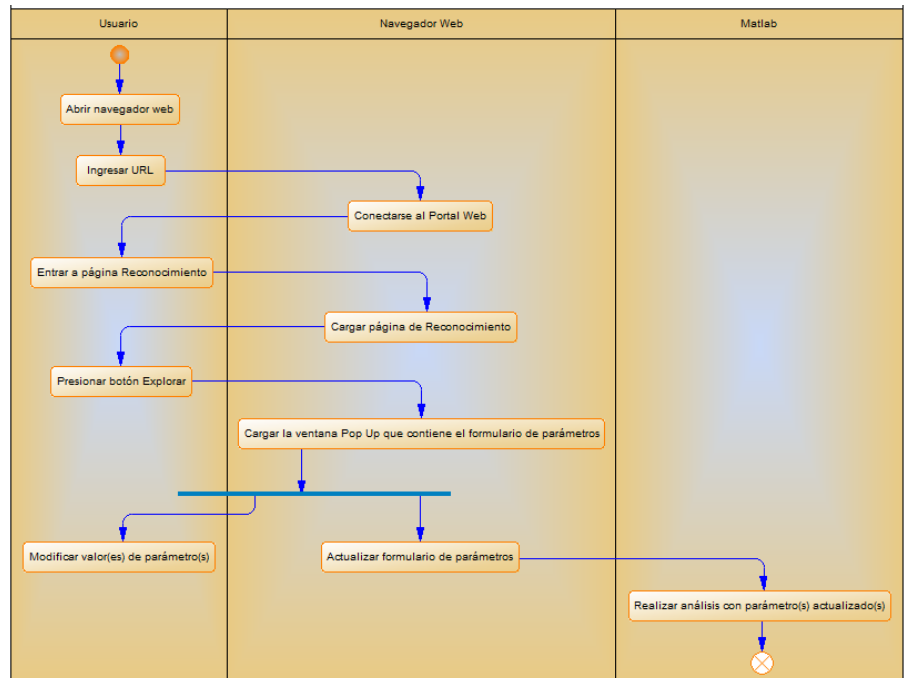 Usuario
Navegador Web
Matlab
Abrir navegador web
Ingresar URL
Conectarse al Portal Web
Entrar a página Reconocimiento
Cargar página de Reconocimiento
Presionar botón Explorar
Cargar la ventana Pop Up que contiene el formulario de parámetros
Modificar valor(es) de parámetro(s)
Actualizar formulario de parámetros
Realizar análisis con parámetro(s) actualizado(s)